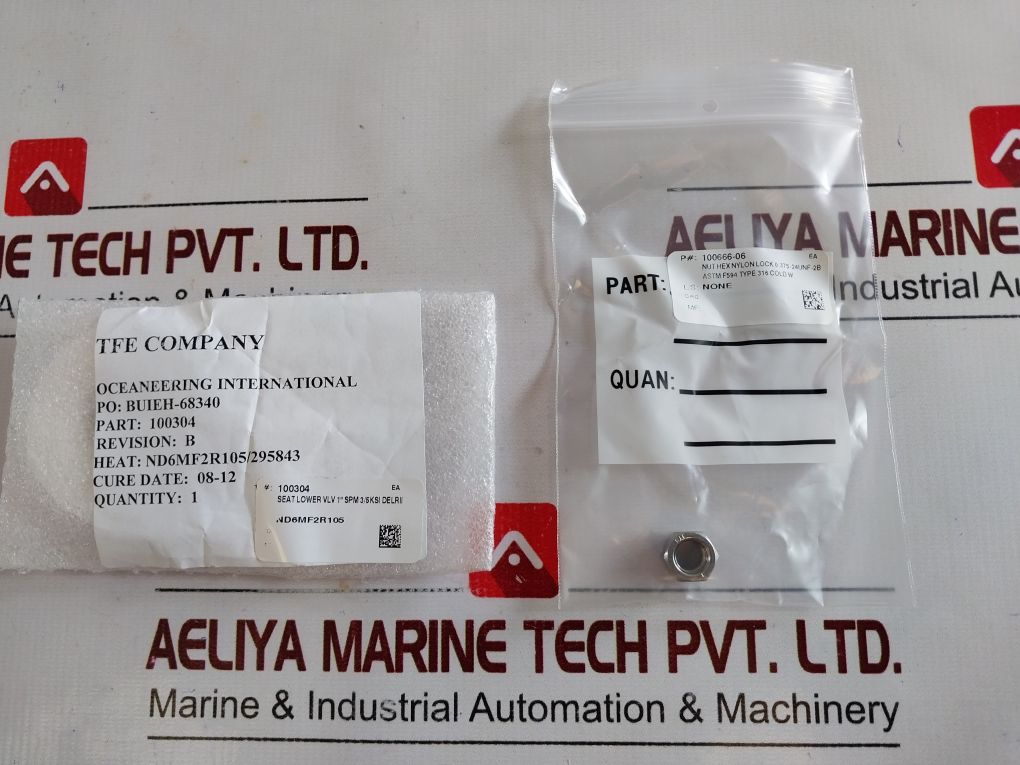 NE TECH PVT. LTD.
Automation & Machinery
TFE COMPANY
OCEANEERING INTERNATIONAL
PO: BUIEH-68340
PART: 100304
REVISION: B
HEAT: ND6MF2R105/295843
CURE DATE: 08-12
QUANTITY: 1
#: 100304 EA
SEAT LOWER VLV 1" SPM 3/5KSI DELRI
ND6MF2R105
AELIYA MARINE
Industrial Au
P#: 100666-06 EA
NUT HEX NYLON LOCK 0.375-24UNF-2B
ASTM F594 TYPE 316 COLD W
LS: NONE
PART:
QUAN:
AELIYA MARINE TECH PVT. LTD.
Marine & Industrial Automation & Machinery